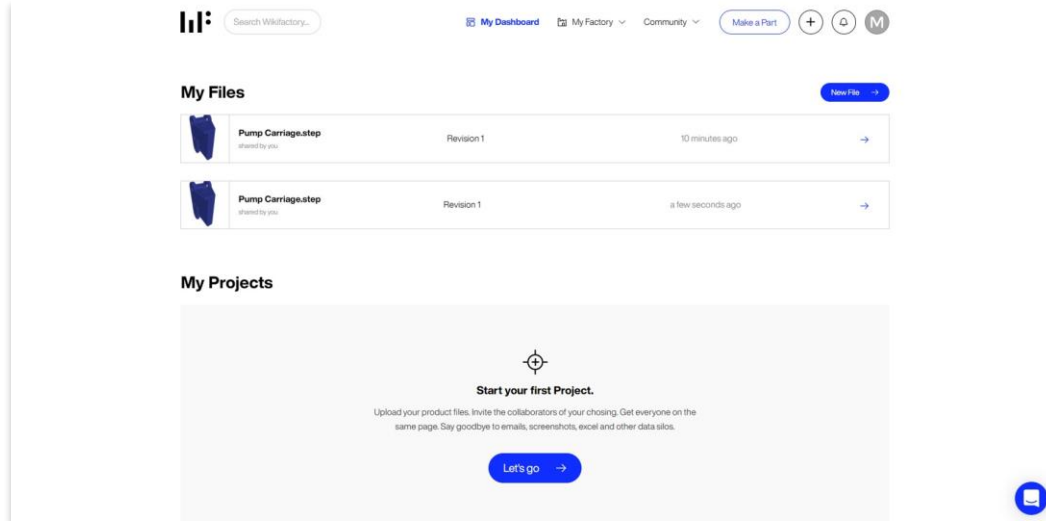 Search Wikifactory...
My Dashboard
My Factory
Community
Make a Part
M
My Files
New File
Pump Carriage.step
shared by you
Revision 1
10 minutes ago
Pump Carriage.step
shared by you
Revision 1
a few seconds ago
My Projects
Start your first Project.
Upload your product files. Invite the collaborators of your chosing. Get everyone on the
same page. Say goodbye to emails, screenshots, excel and other data silos.
Let's go